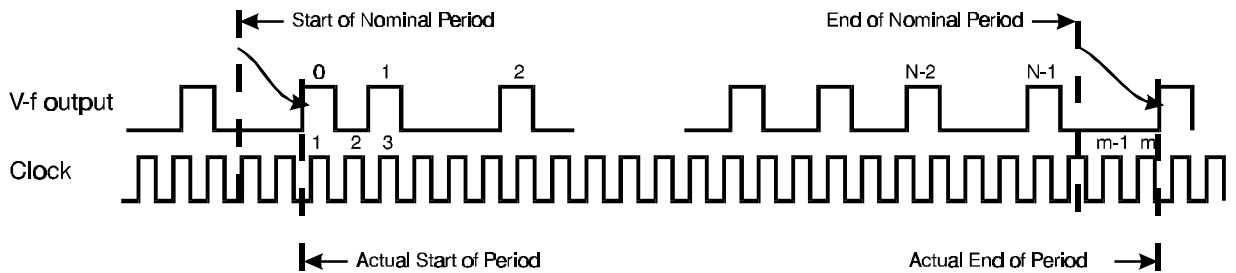 Start of Nominal Period
End of Nominal Period
0 1 2 N-2 N-1
V-f output
1 2 3 m-1 m
Clock
Actual Start of Period
Actual End of Period